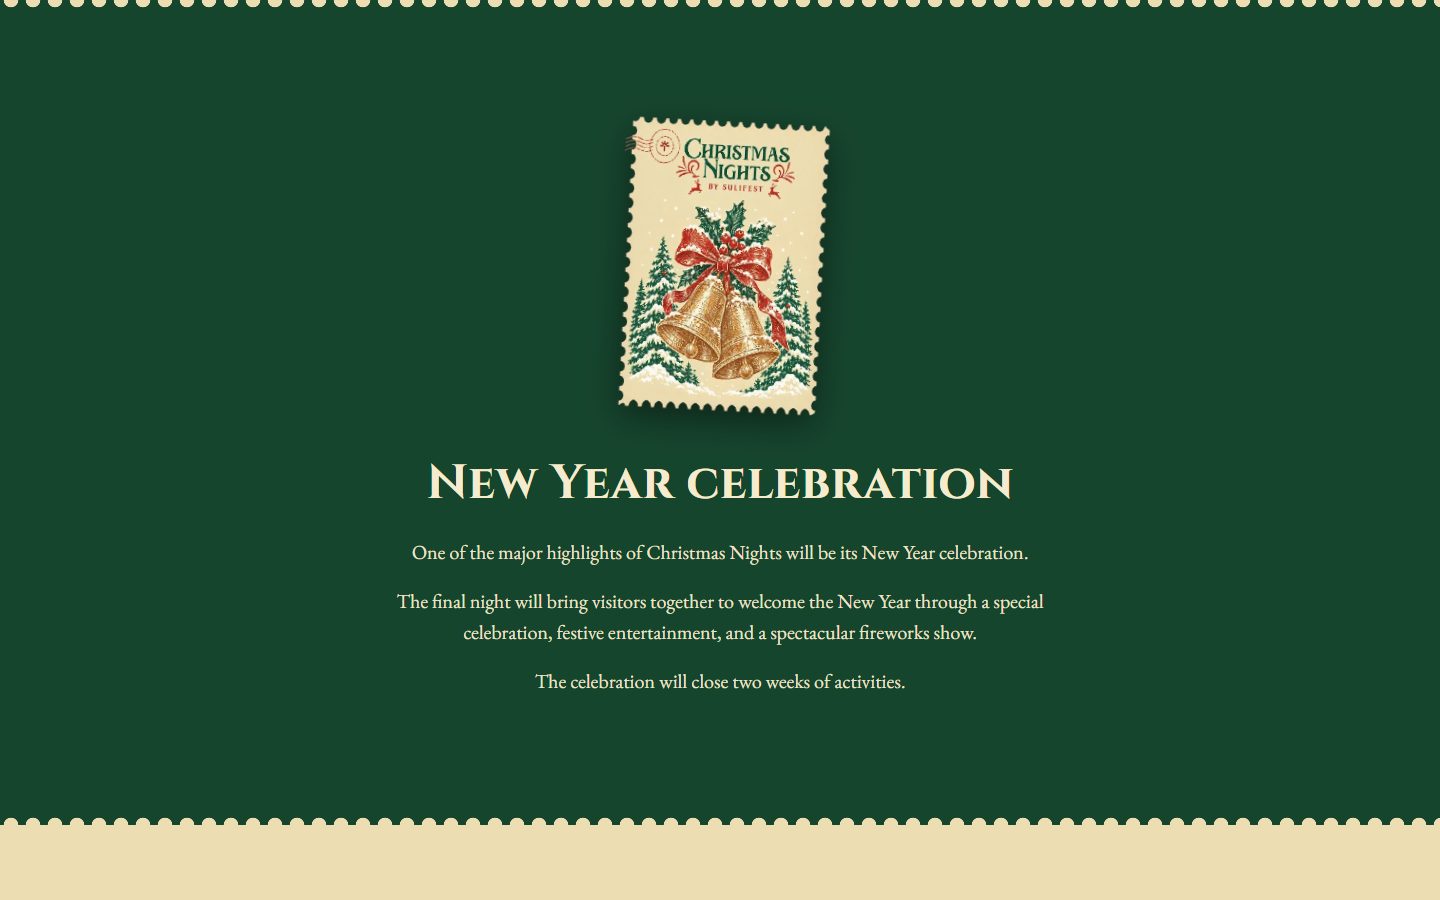 Christmas
Nights
BY SULIFEST
New Year celebration
One of the major highlights of Christmas Nights will be its New Year celebration.
The final night will bring visitors together to welcome the New Year through a special
celebration, festive entertainment, and a spectacular fireworks show.
The celebration will close two weeks of activities.